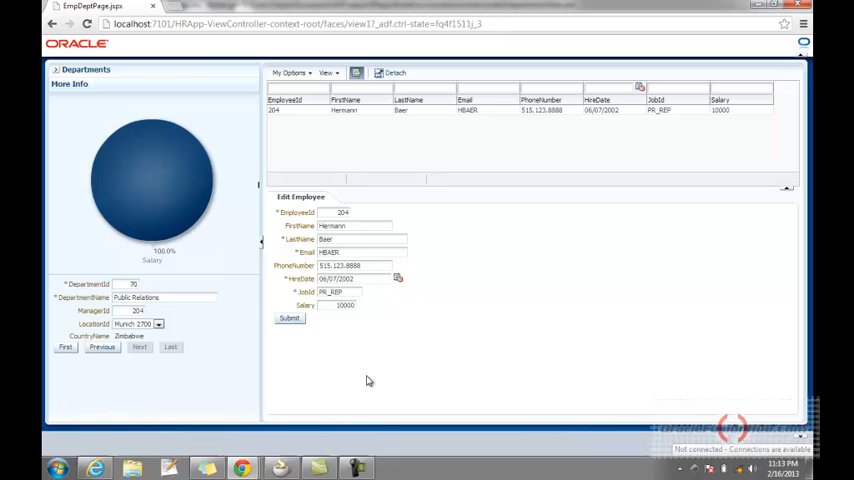 EmpDeptPage.jspx
localhost:7101/HRApp-ViewController-context-root/faces/view1?_adf.ctrl-state=fq4f1511j_3
ORACLE
Departments
More Info
100.0%
Salary
* DepartmentId 70
* DepartmentName Public Relations
ManagerId 204
LocationId Munich 2700
CountryName Zimbabwe
First Previous Next Last
My Options View Detach
EmployeeId FirstName LastName Email PhoneNumber HireDate JobId Salary
204 Hermann Baer HBAER 515.123.8888 06/07/2002 PR_REP 10000
Edit Employee
* EmployeeId 204
FirstName Hermann
* LastName Baer
* Email HBAER
PhoneNumber 515.123.8888
* HireDate 06/07/2002
* JobId PR_REP
Salary 10000
Submit
Not connected - Connections are available
11:13 PM
2/16/2013